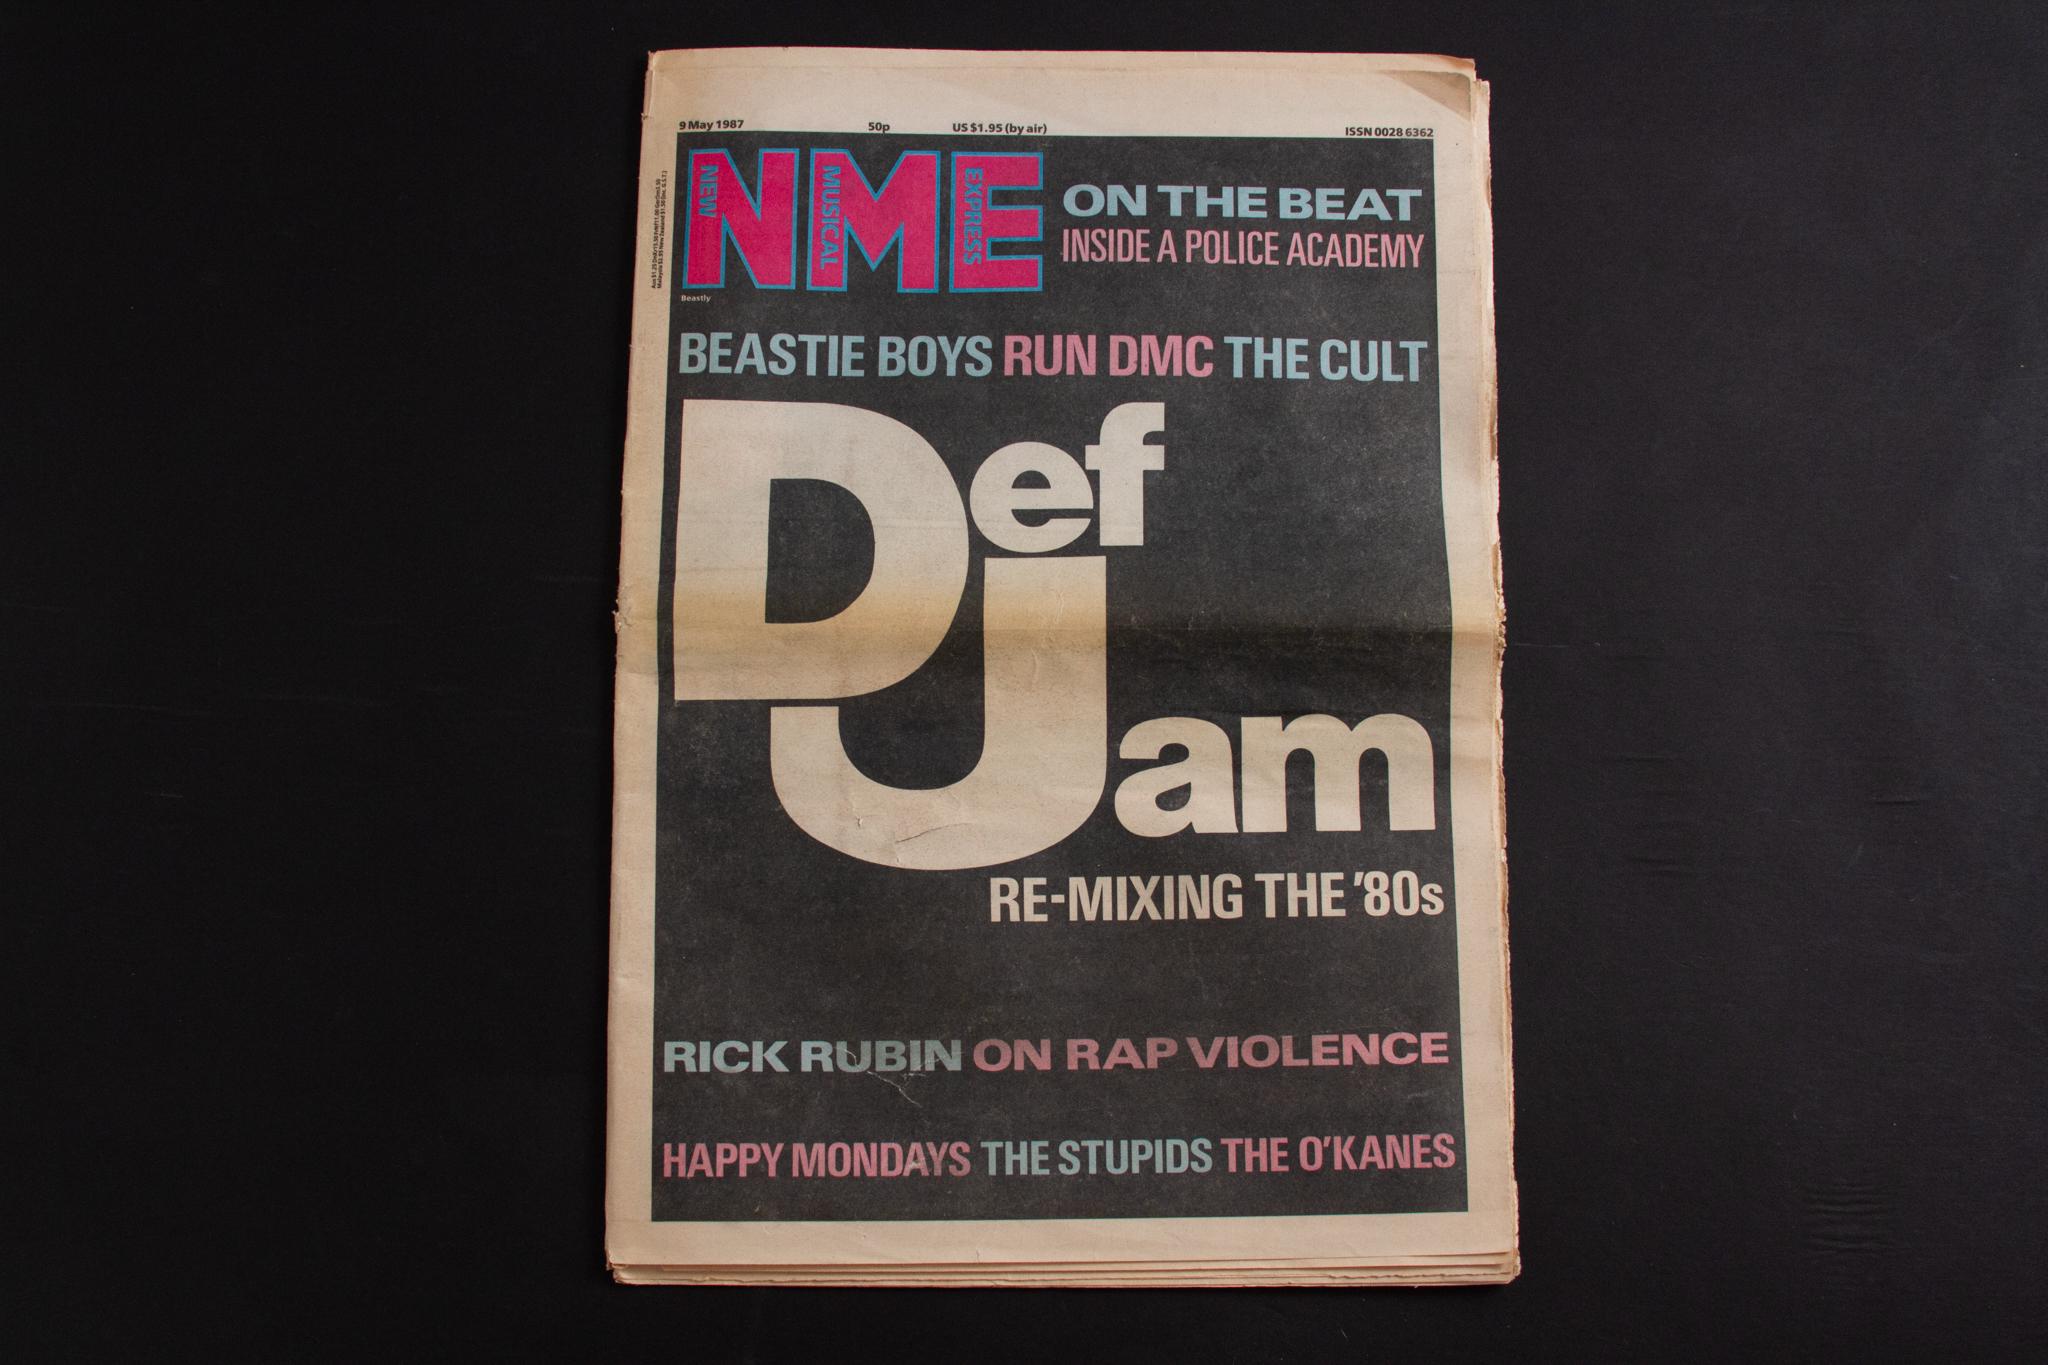 9 May 1987 50p US $1.95 (by air) ISSN 0028 6362
NEW MUSICAL EXPRESS
NME
Beastly
ON THE BEAT
INSIDE A POLICE ACADEMY
BEASTIE BOYS RUN DMC THE CULT
Def
Jam
RE-MIXING THE '80s
RICK RUBIN ON RAP VIOLENCE
HAPPY MONDAYS THE STUPIDS THE O'KANES